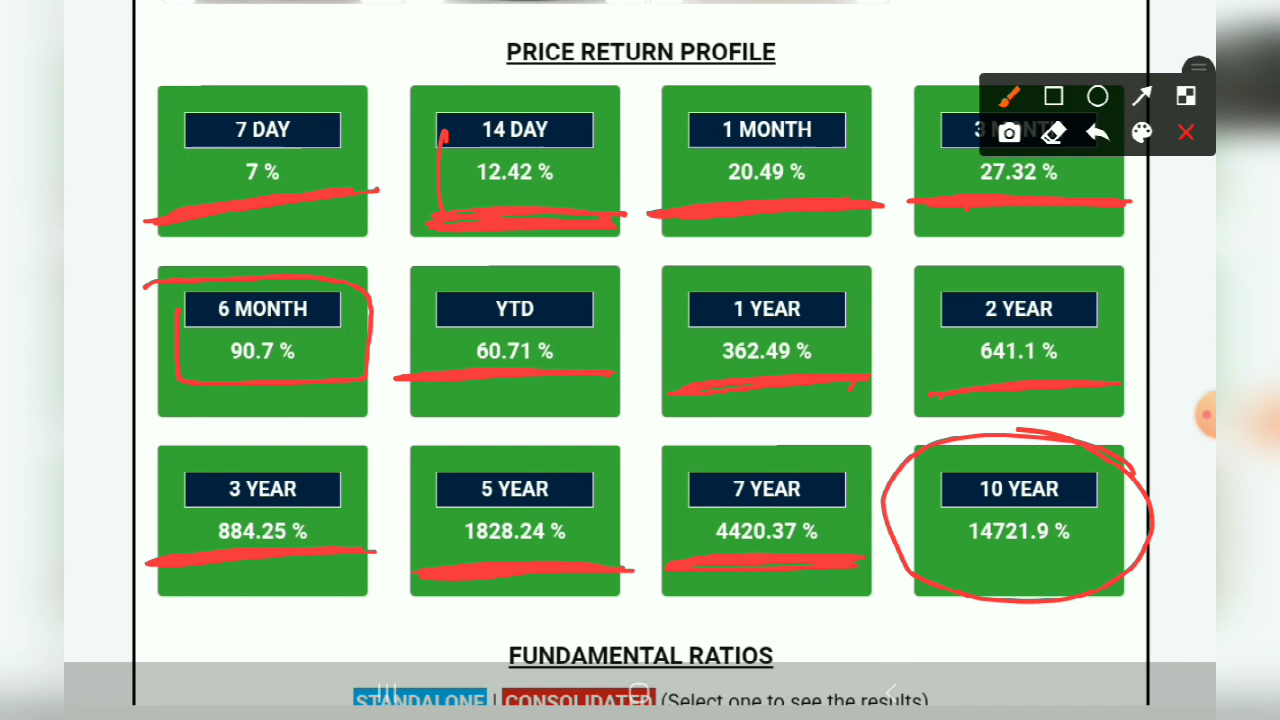 PRICE RETURN PROFILE
7 DAY
7 %
14 DAY
12.42 %
1 MONTH
20.49 %
3 MONTH
27.32 %
6 MONTH
90.7 %
YTD
60.71 %
1 YEAR
362.49 %
2 YEAR
641.1 %
3 YEAR
884.25 %
5 YEAR
1828.24 %
7 YEAR
4420.37 %
10 YEAR
14721.9 %
FUNDAMENTAL RATIOS
STANDALONE | CONSOLIDATED (Select one to see the results)